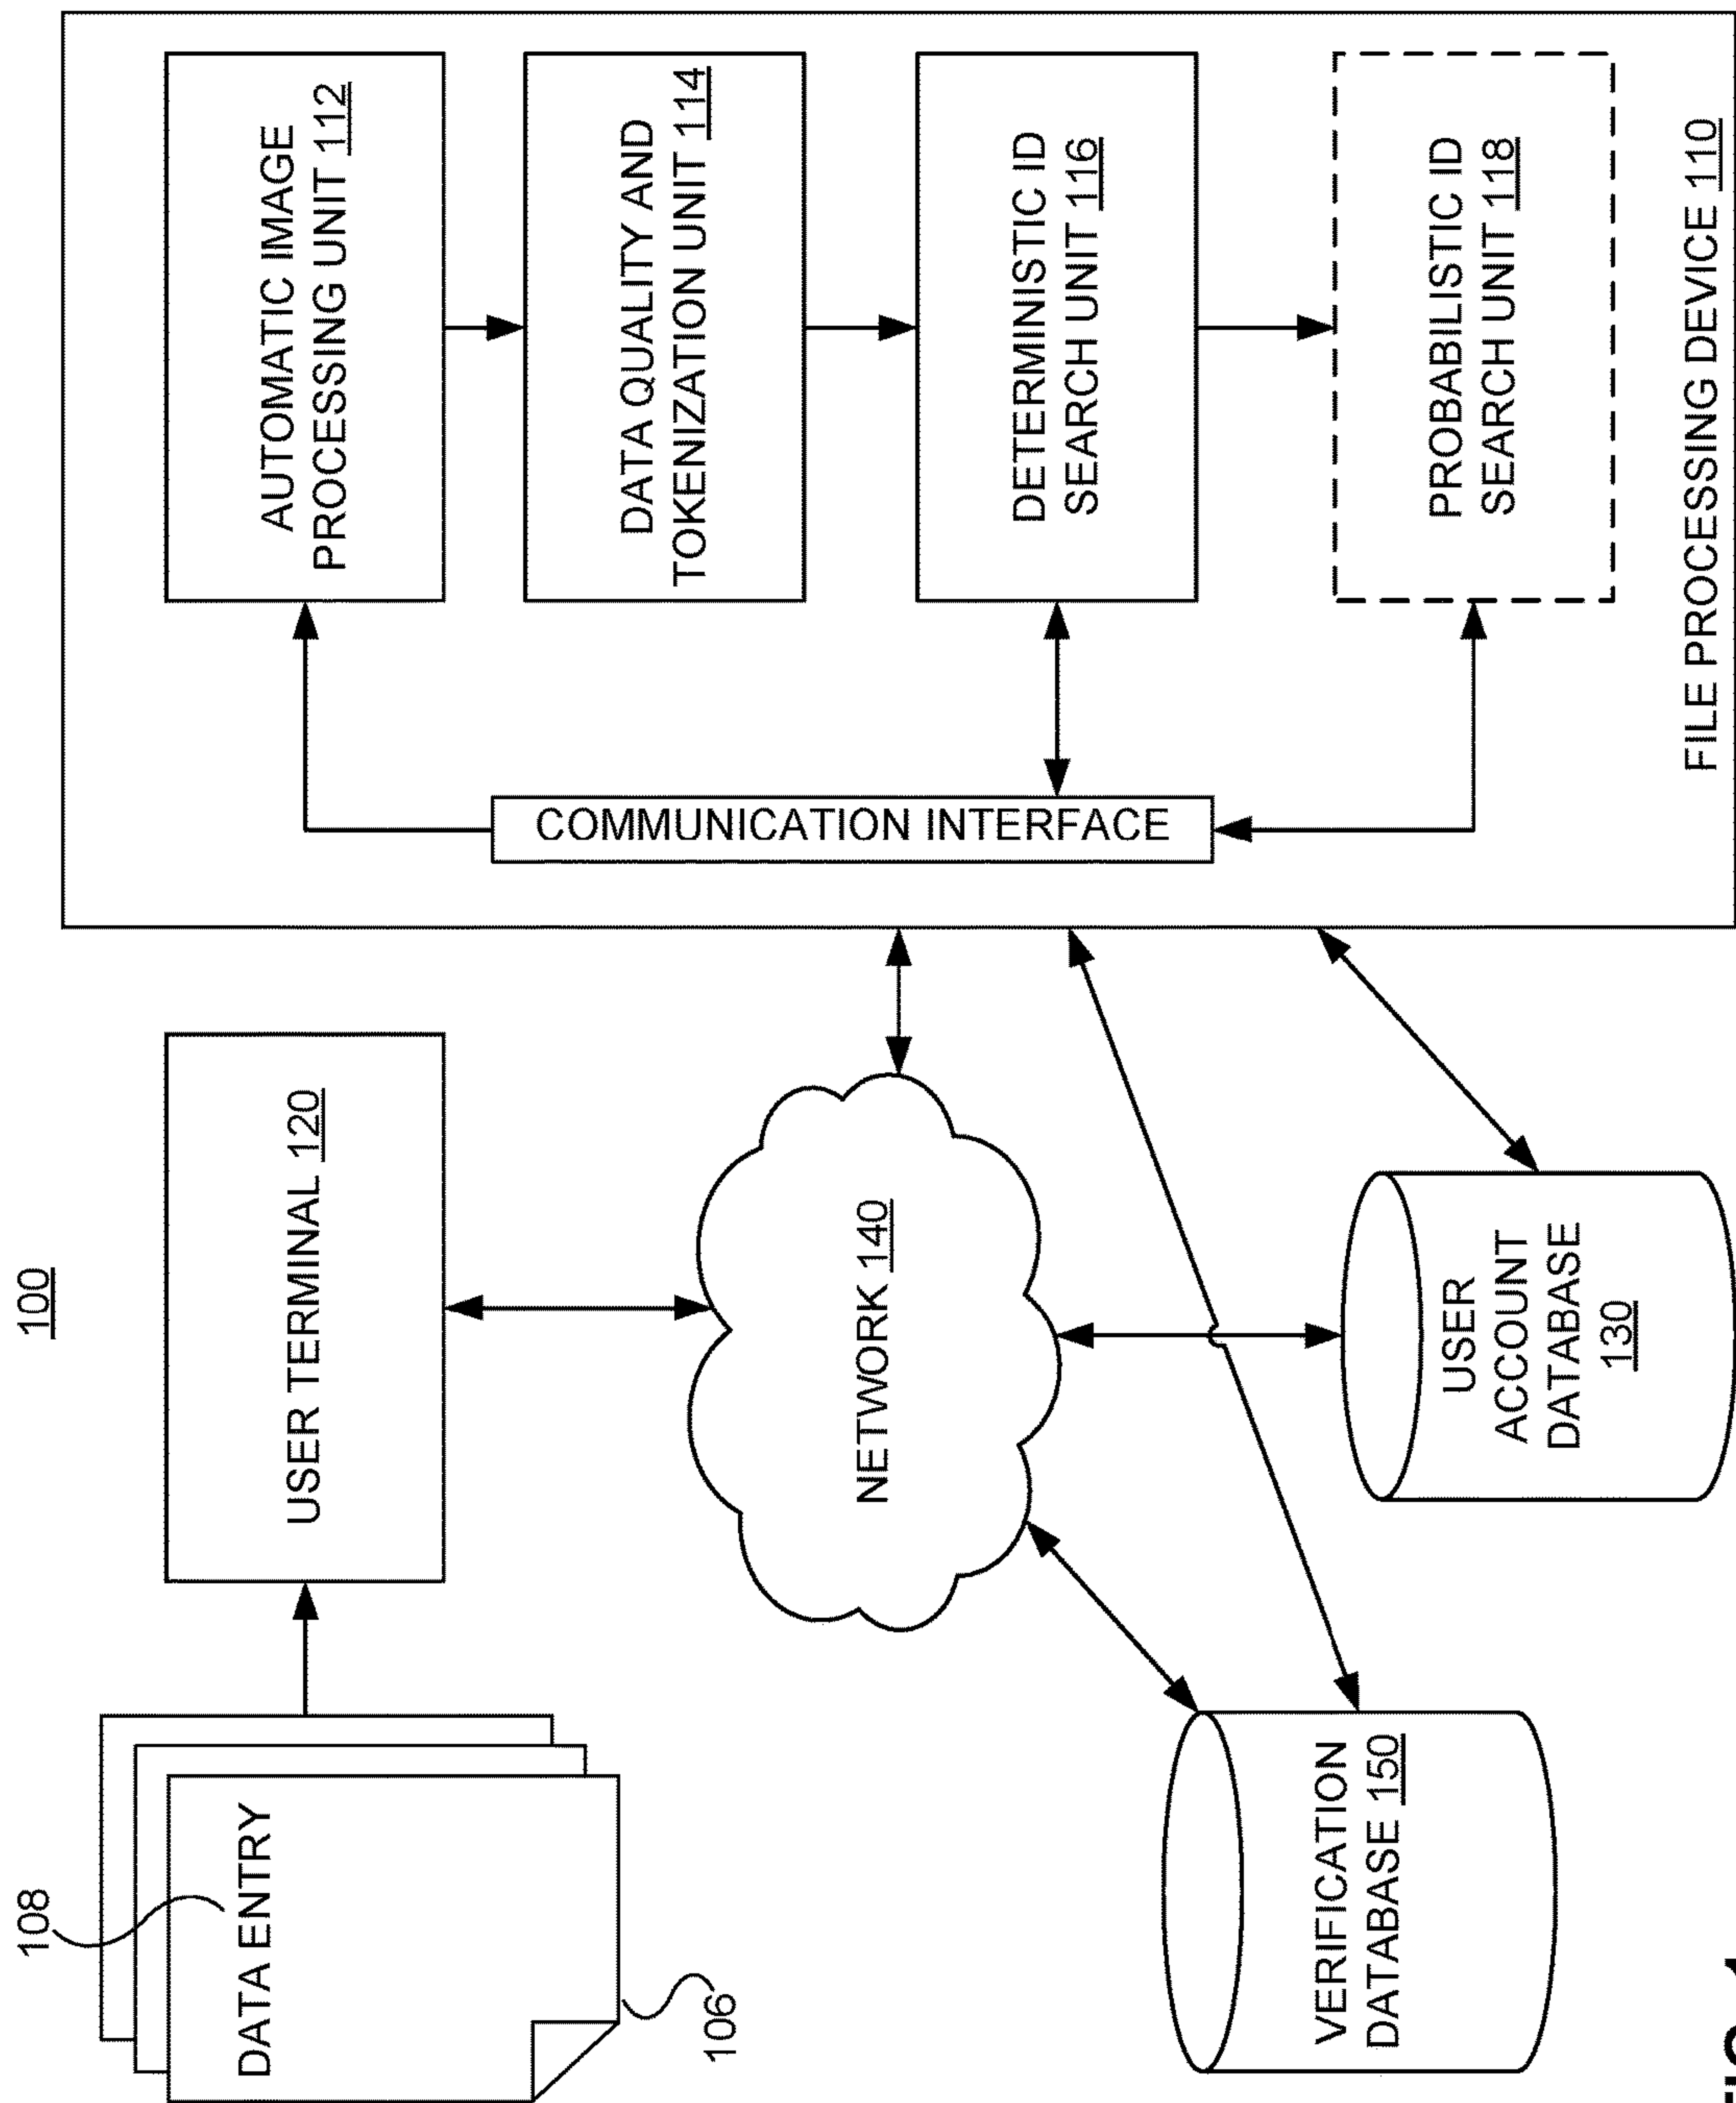 100
108
DATA ENTRY
106
USER TERMINAL 120
NETWORK 140
VERIFICATION
DATABASE 150
USER
ACCOUNT
DATABASE
130
COMMUNICATION INTERFACE
AUTOMATIC IMAGE
PROCESSING UNIT 112
DATA QUALITY AND
TOKENIZATION UNIT 114
DETERMINISTIC ID
SEARCH UNIT 116
PROBABILISTIC ID
SEARCH UNIT 118
FILE PROCESSING DEVICE 110